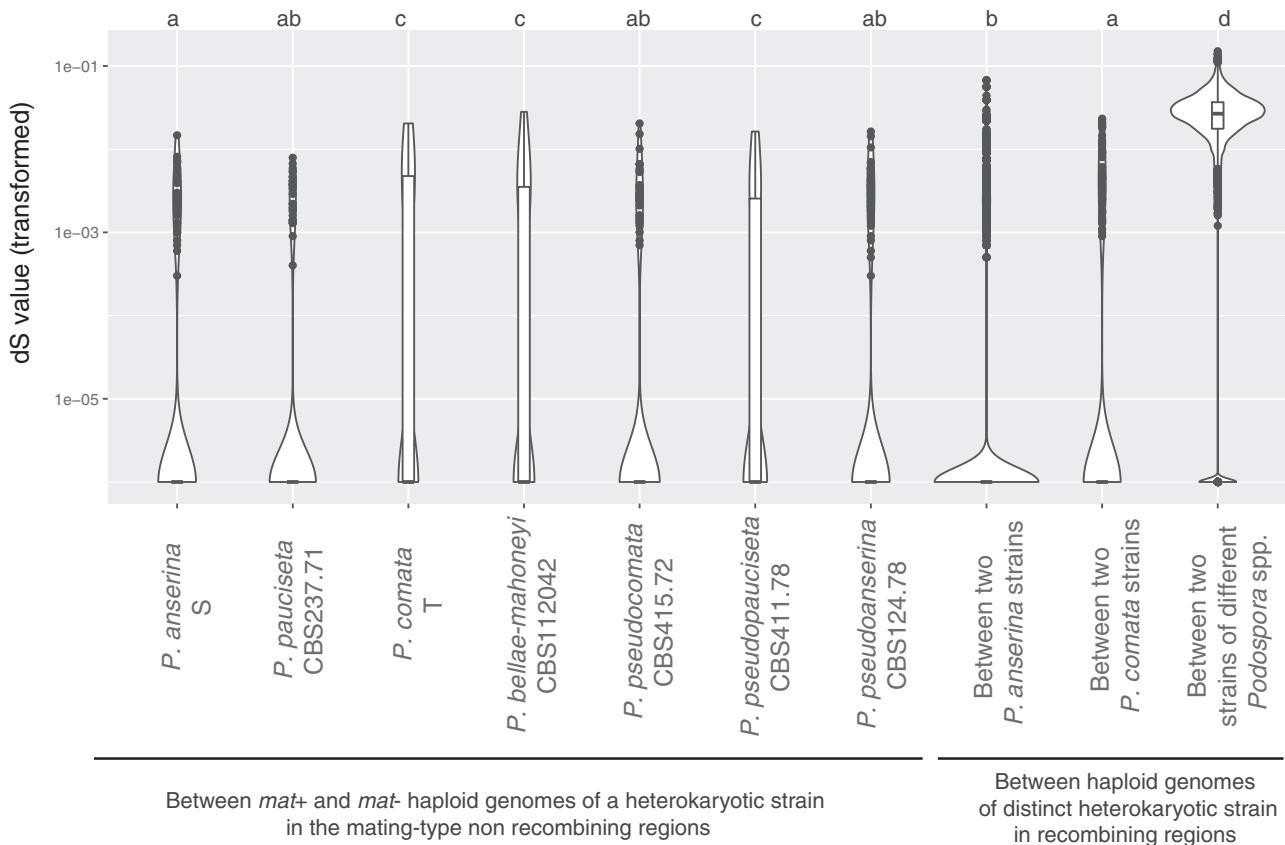 a ab c c ab c ab b a d
dS value (transformed)
1e−01
1e−03
1e−05
P. anserina
S
P. pauciseta
CBS237.71
P. comata
T
P. bellae-mahoneyi
CBS112042
P. pseudocomata
CBS415.72
P. pseudopauciseta
CBS411.78
P. pseudoanserina
CBS124.78
Between two
P. anserina strains
Between two
P. comata strains
Between two
strains of different
Podospora spp.
Between mat+ and mat- haploid genomes of a heterokaryotic strain
in the mating-type non recombining regions
Between haploid genomes
of distinct heterokaryotic strain
in recombining regions